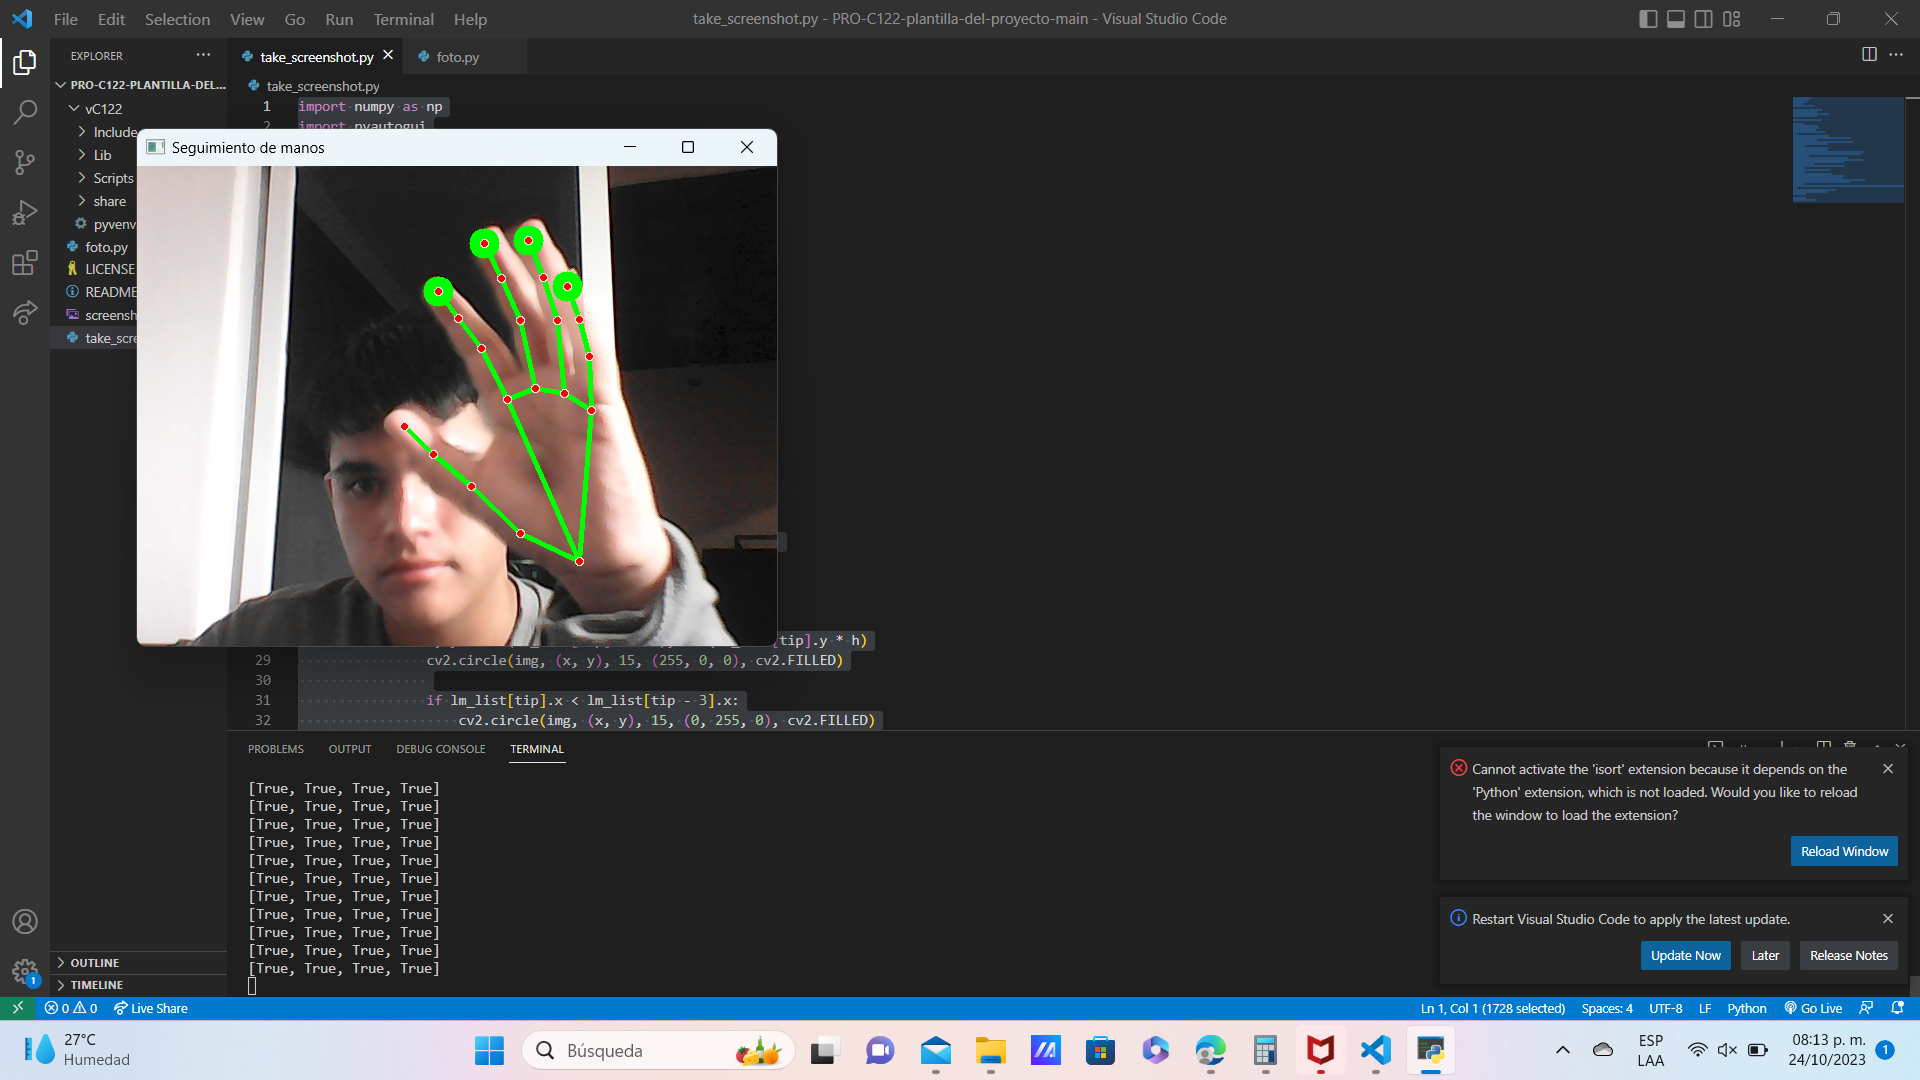 File Edit Selection View Go Run Terminal Help
take_screenshot.py - PRO-C122-plantilla-del-proyecto-main - Visual Studio Code
EXPLORER
take_screenshot.py
foto.py
PRO-C122-PLANTILLA-DEL...
take_screenshot.py
vC122
1 import numpy as np
2 import pyautogui
Include
Seguimiento de manos
Lib
Scripts
share
pyvenv
foto.py
LICENSE
README
screensh
take_scre
[tip].y * h)
29 cv2.circle(img, (x, y), 15, (255, 0, 0), cv2.FILLED)
30
31 if lm_list[tip].x < lm_list[tip - 3].x:
32 cv2.circle(img, (x, y), 15, (0, 255, 0), cv2.FILLED)
PROBLEMS OUTPUT DEBUG CONSOLE TERMINAL
[True, True, True, True]
[True, True, True, True]
[True, True, True, True]
[True, True, True, True]
[True, True, True, True]
[True, True, True, True]
[True, True, True, True]
[True, True, True, True]
[True, True, True, True]
[True, True, True, True]
[True, True, True, True]
Cannot activate the 'isort' extension because it depends on the
'Python' extension, which is not loaded. Would you like to reload
the window to load the extension?
Reload Window
Restart Visual Studio Code to apply the latest update.
Update Now Later Release Notes
OUTLINE
TIMELINE
1
0 0 Live Share
Ln 1, Col 1 (1728 selected) Spaces: 4 UTF-8 LF Python Go Live
27°C
Humedad
Búsqueda
ESP
LAA
08:13 p. m.
24/10/2023
1